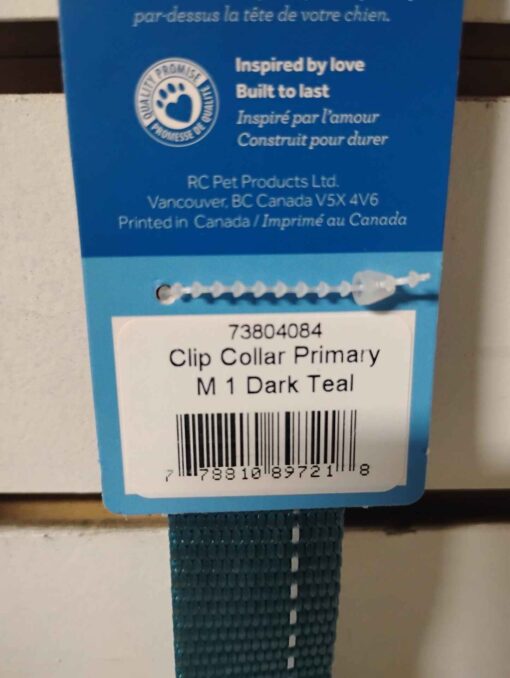 par-dessus la tête de votre chien.
QUALITY PROMISE
PROMESSE DE QUALITÉ
Inspired by love
Built to last
Inspiré par l'amour
Construit pour durer
RC Pet Products Ltd.
Vancouver, BC Canada V5X 4V6
Printed in Canada / Imprimé au Canada
73804084
Clip Collar Primary
M 1 Dark Teal
7 78810 89721 8